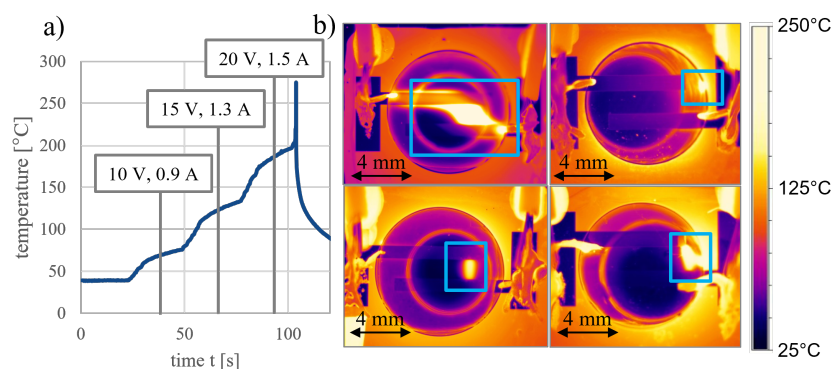 a)
20 V, 1.5 A
15 V, 1.3 A
10 V, 0.9 A
temperature [°C]
300
250
200
150
100
50
0
0
50
100
time t [s]
b)
4 mm
4 mm
4 mm
4 mm
250°C
125°C
25°C